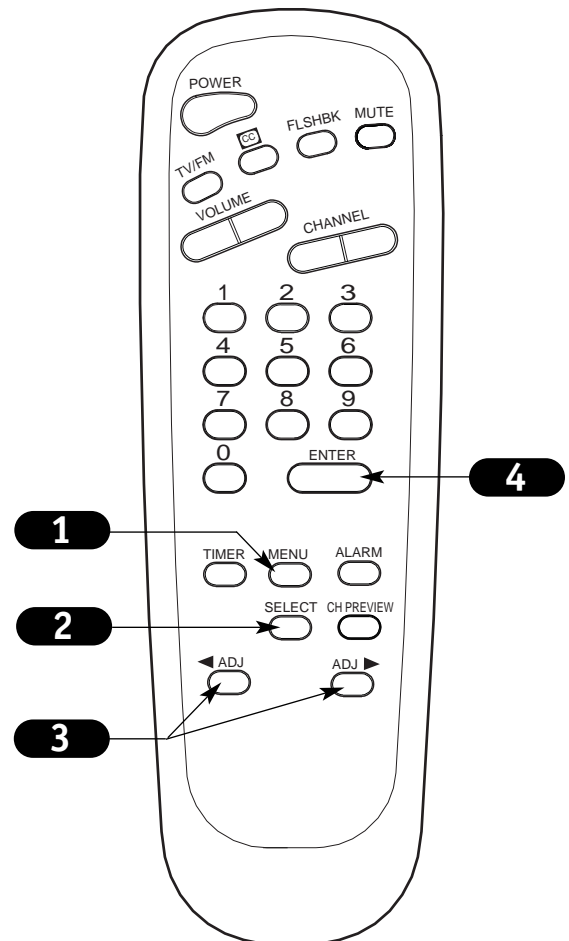 POWER
TV/FM
CC
FLSHBK
MUTE
VOLUME
CHANNEL
1 2 3
4 5 6
7 8 9
0 ENTER
4
1
TIMER MENU ALARM
2
SELECT CH PREVIEW
◄ ADJ ADJ ►
3